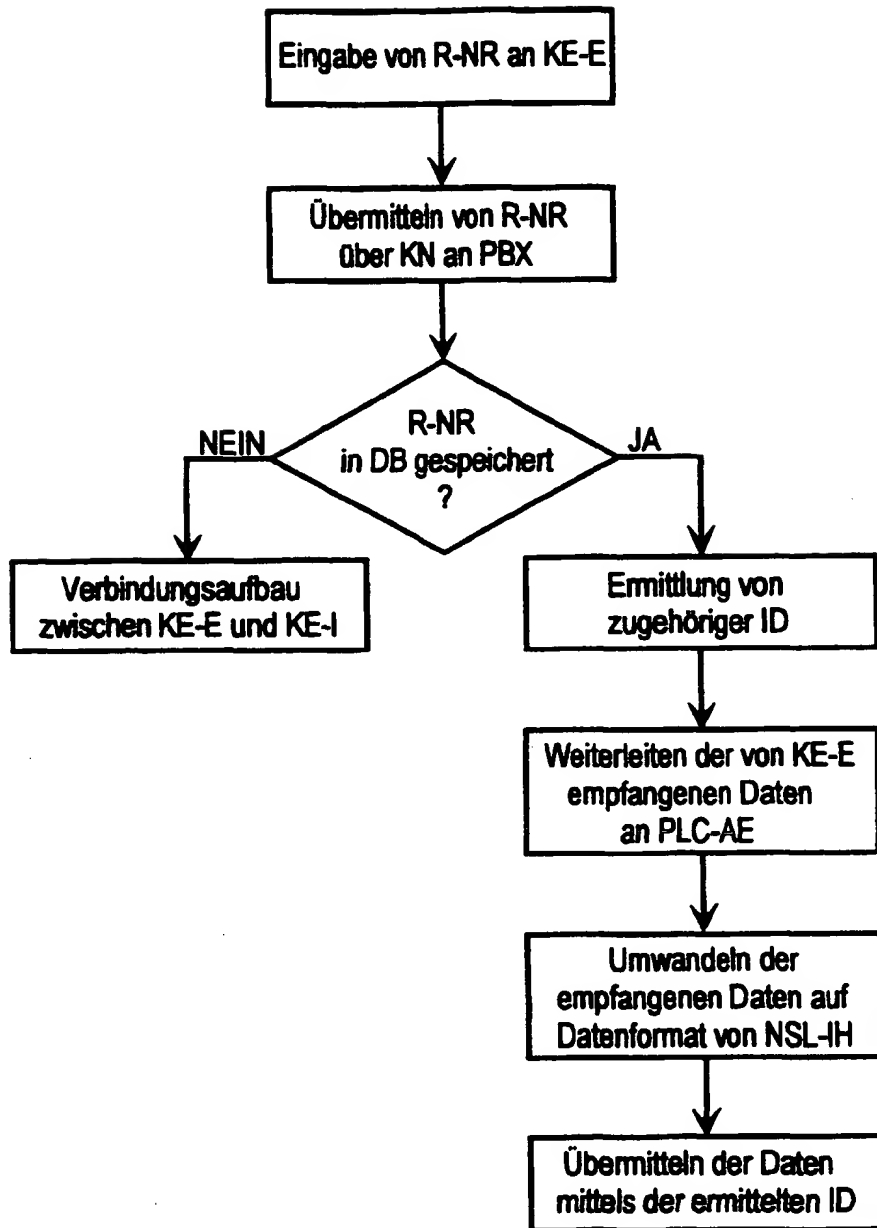 Eingabe von R-NR an KE-E
Übermitteln von R-NR
über KN an PBX
R-NR
in DB gespeichert
?
NEIN
JA
Verbindungsaufbau
zwischen KE-E und KE-I
Ermittlung von
zugehöriger ID
Weiterleiten der von KE-E
empfangenen Daten
an PLC-AE
Umwandeln der
empfangenen Daten auf
Datenformat von NSL-IH
Übermitteln der Daten
mittels der ermittelten ID